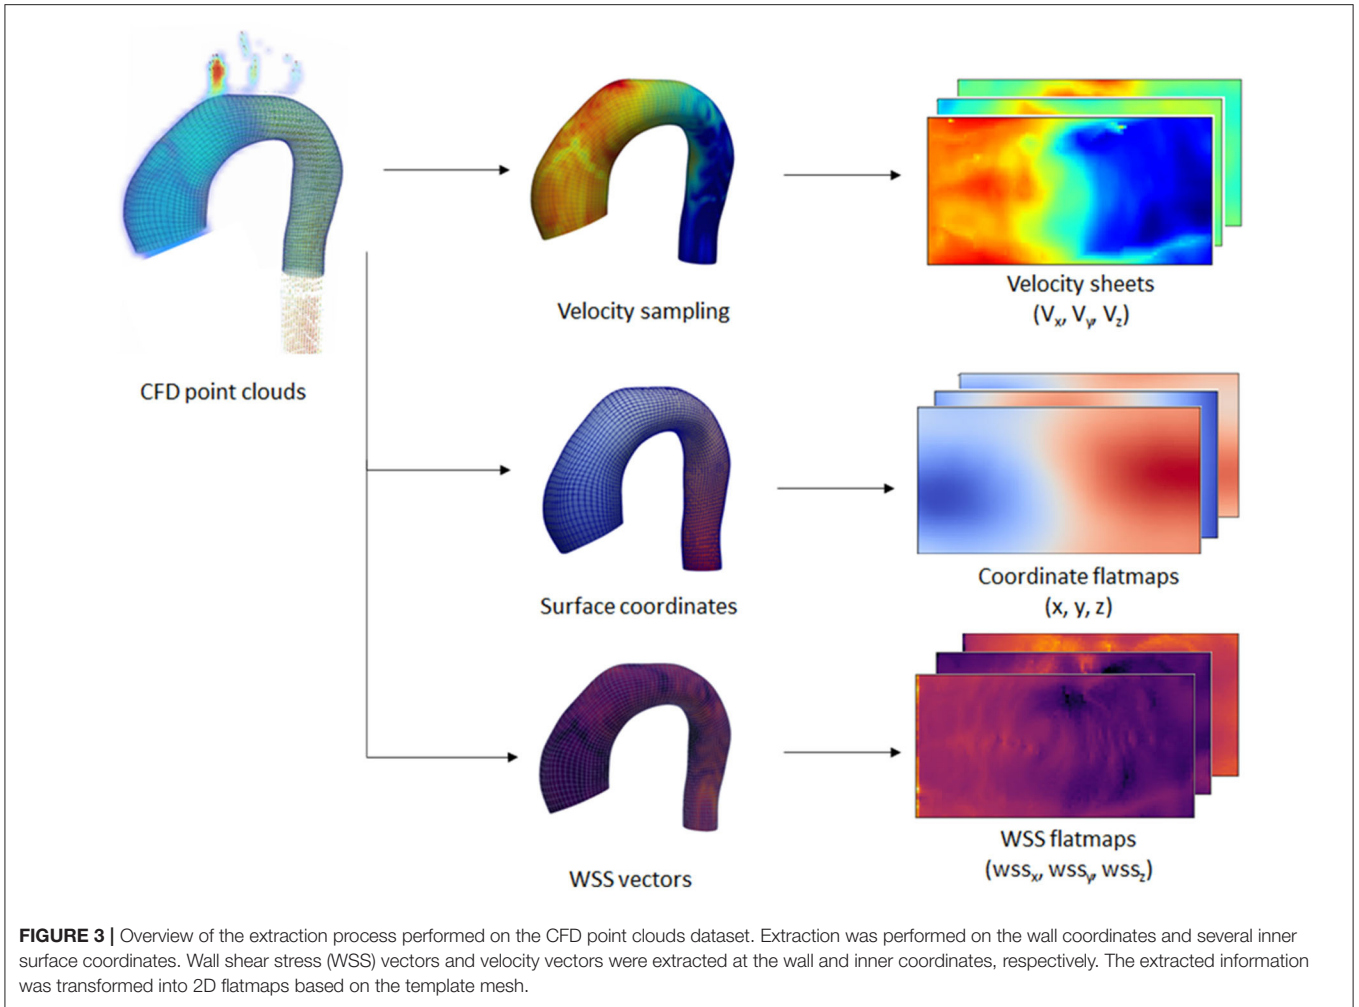 CFD point clouds
Velocity sampling
Velocity sheets
(Vx, Vy, Vz)
Surface coordinates
Coordinate flatmaps
(x, y, z)
WSS vectors
WSS flatmaps
(wssx, wssy, wssz)
FIGURE 3 | Overview of the extraction process performed on the CFD point clouds dataset. Extraction was performed on the wall coordinates and several inner
surface coordinates. Wall shear stress (WSS) vectors and velocity vectors were extracted at the wall and inner coordinates, respectively. The extracted information
was transformed into 2D flatmaps based on the template mesh.